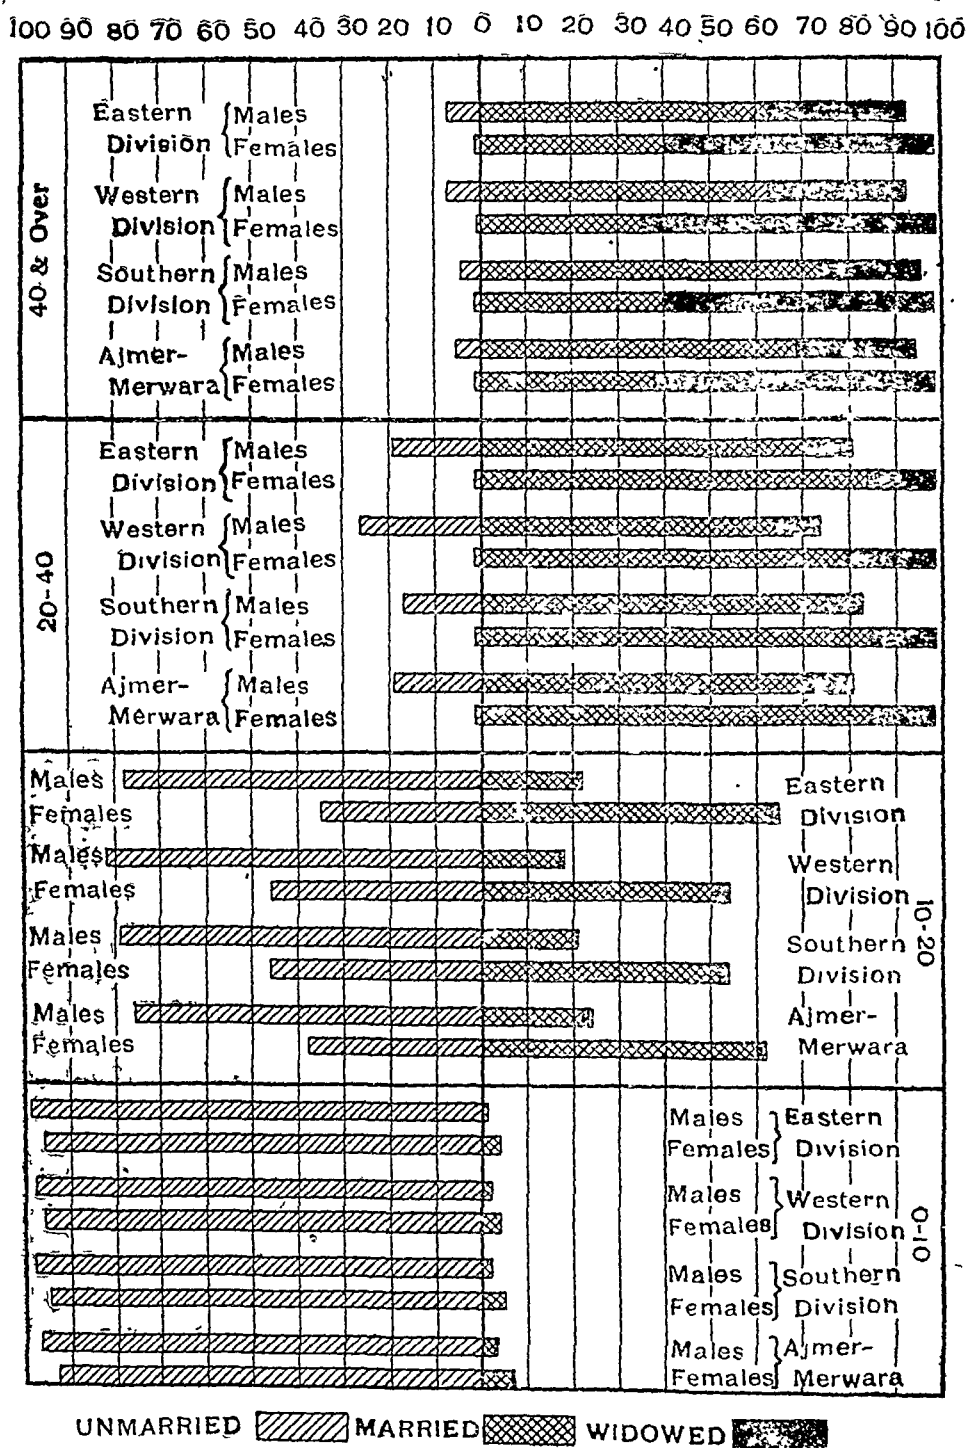 100 90 80 70 60 50 40 30 20 10 0 10 20 30 40 50 60 70 80 90 100
40 & Over
Eastern Division { Males
Females
Western Division { Males
Females
Southern Division { Males
Females
Ajmer-Merwara { Males
Females
20-40
Eastern Division { Males
Females
Western Division { Males
Females
Southern Division { Males
Females
Ajmer-Merwara { Males
Females
10-20
Males Eastern
Females Division
Males Western
Females Division
Males Southern
Females Division
Males Ajmer-
Females Merwara
0-10
Males } Eastern
Females Division
Males } Western
Females Division
Males } Southern
Females Division
Males } Ajmer-
Females Merwara
UNMARRIED MARRIED WIDOWED